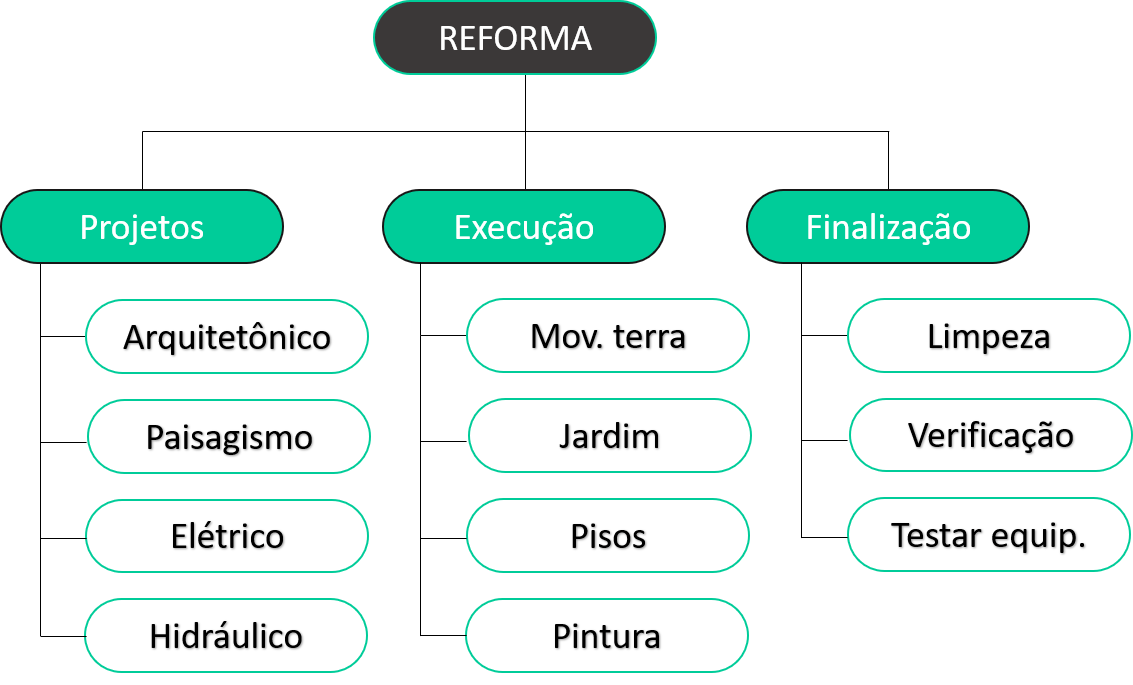 REFORMA
Projetos
Execução
Finalização
Arquitetônico
Paisagismo
Elétrico
Hidráulico
Mov. terra
Jardim
Pisos
Pintura
Limpeza
Verificação
Testar equip.